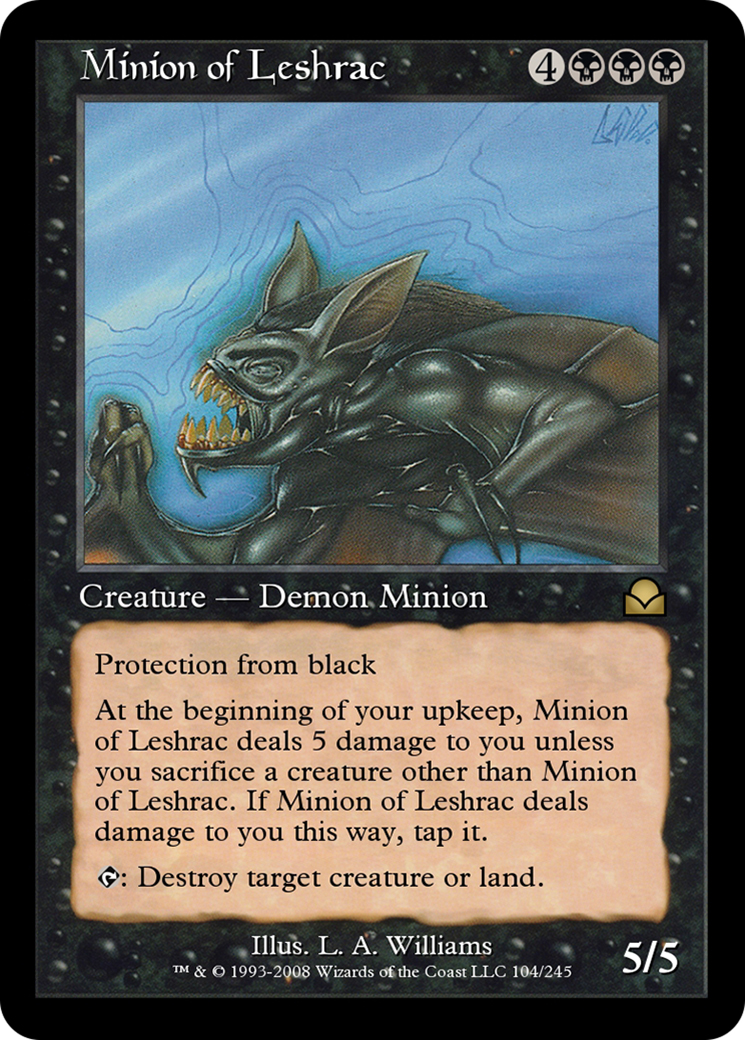 Minion of Leshrac 4
Creature — Demon Minion
Protection from black
At the beginning of your upkeep, Minion
of Leshrac deals 5 damage to you unless
you sacrifice a creature other than Minion
of Leshrac. If Minion of Leshrac deals
damage to you this way, tap it.
: Destroy target creature or land.
Illus. L. A. Williams
™ & © 1993-2008 Wizards of the Coast LLC 104/245
5/5